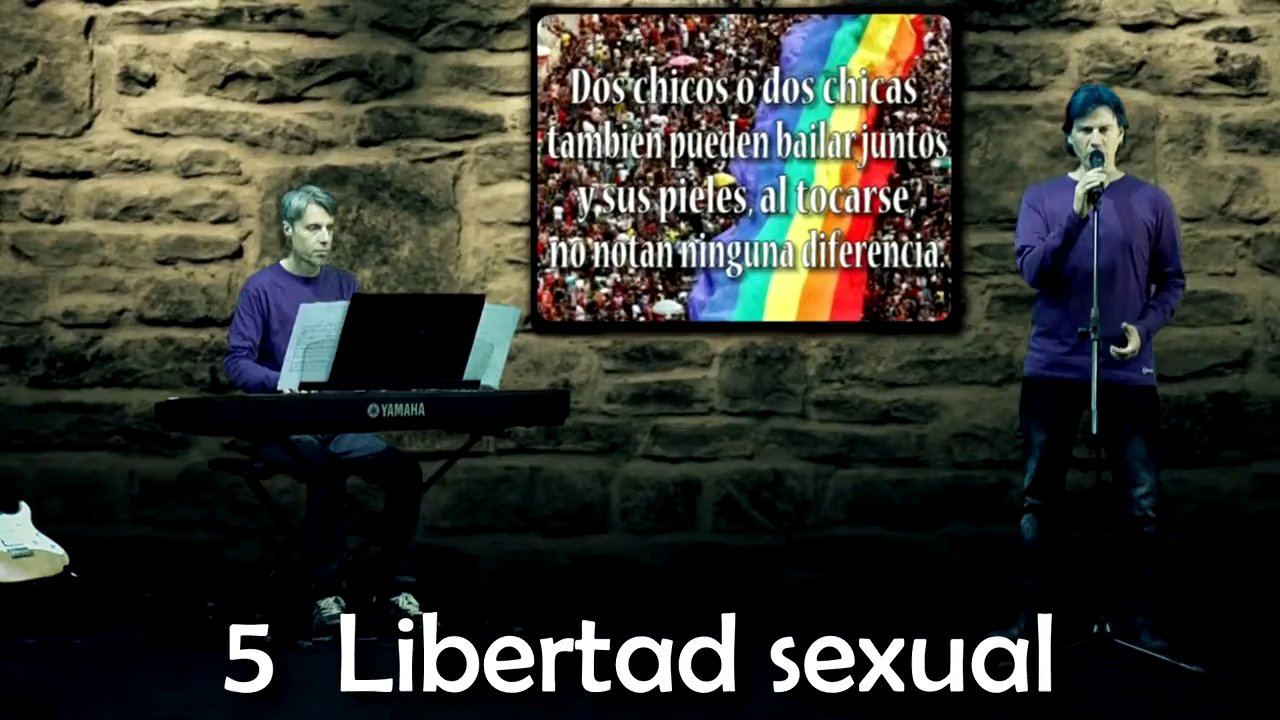 Dos chicos o dos chicas
también pueden bailar juntos
y sus pieles, al tocarse,
no notan ninguna diferencia.
YAMAHA
5 Libertad sexual